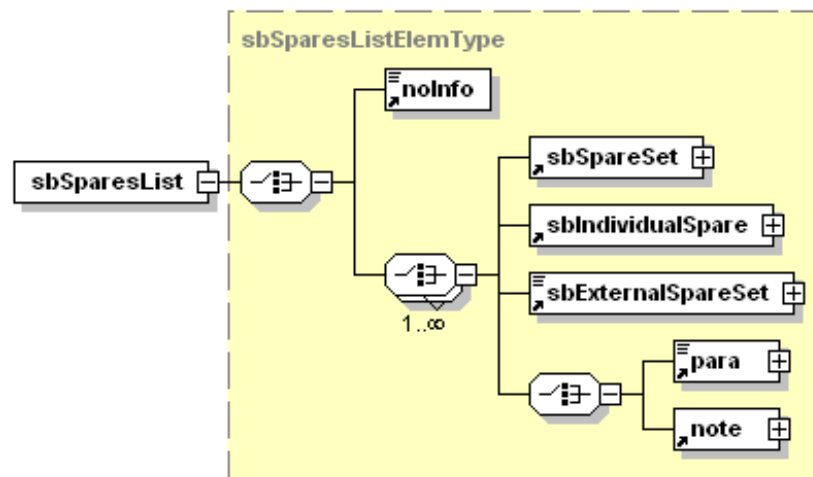 sbSparesListElemType
noInfo
sbSparesList
sbSpareSet
sbIndividualSpare
sbExternalSpareSet
1..∞
para
note